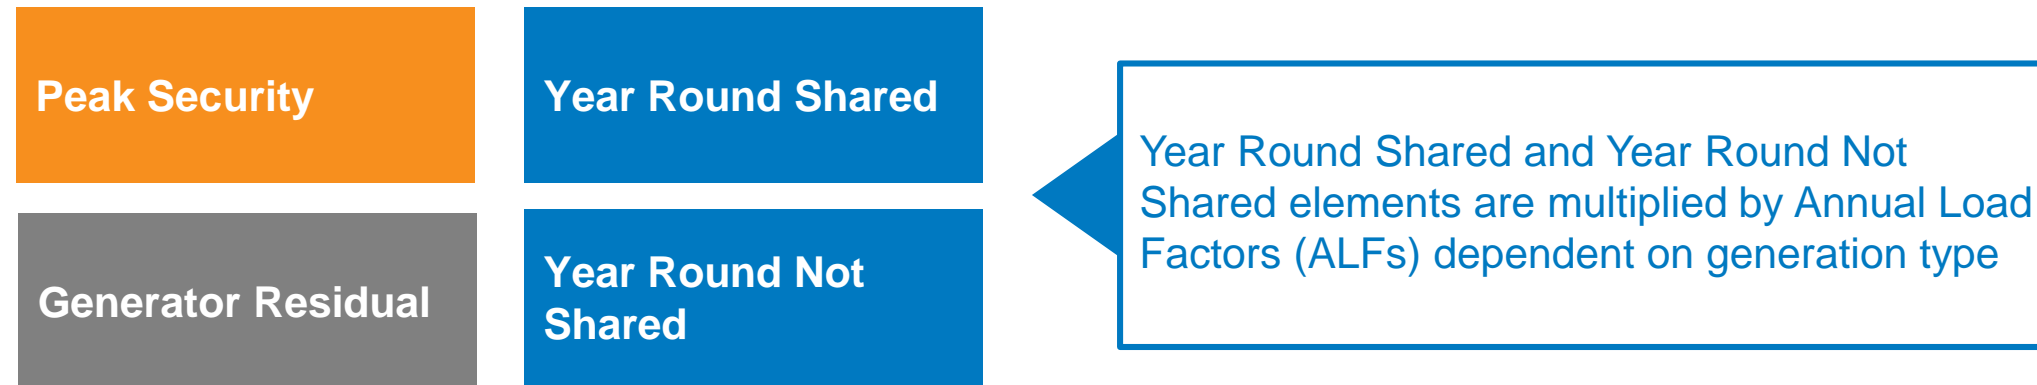 Peak Security
Year Round Shared
Generator Residual
Year Round Not
Shared
Year Round Shared and Year Round Not
Shared elements are multiplied by Annual Load
Factors (ALFs) dependent on generation type